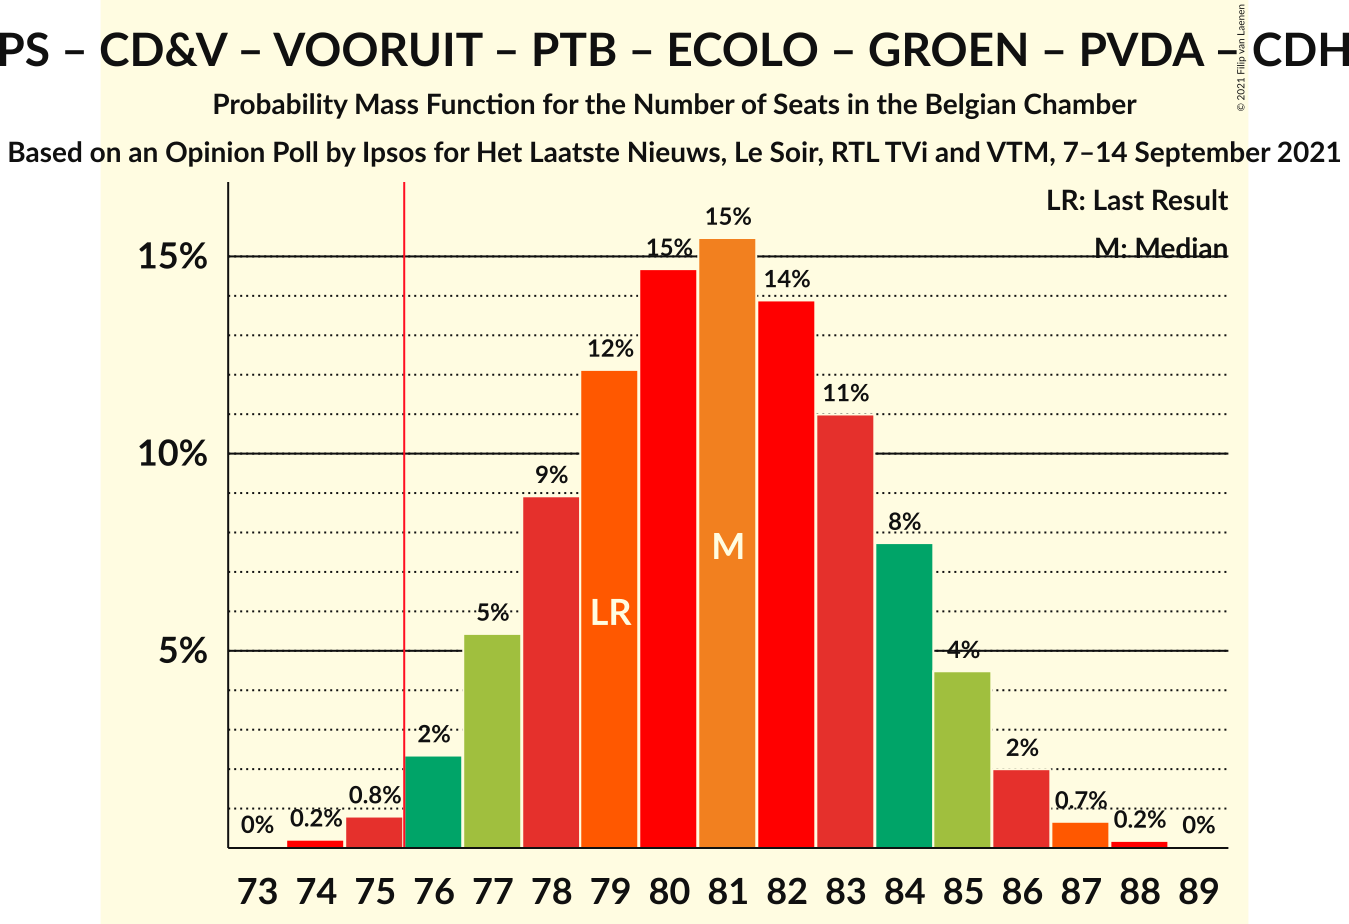 PS – CD&V – VOORUIT – PTB – ECOLO – GROEN – PVDA – CDH
© 2021 Filip van Laenen
Probability Mass Function for the Number of Seats in the Belgian Chamber
Based on an Opinion Poll by Ipsos for Het Laatste Nieuws, Le Soir, RTL TVi and VTM, 7–14 September 2021
LR: Last Result
M: Median
15%
10%
5%
0%
0.2%
0.8%
2%
5%
9%
12%
15%
15%
14%
11%
8%
4%
2%
0.7%
0.2%
0%
LR
M
73 74 75 76 77 78 79 80 81 82 83 84 85 86 87 88 89